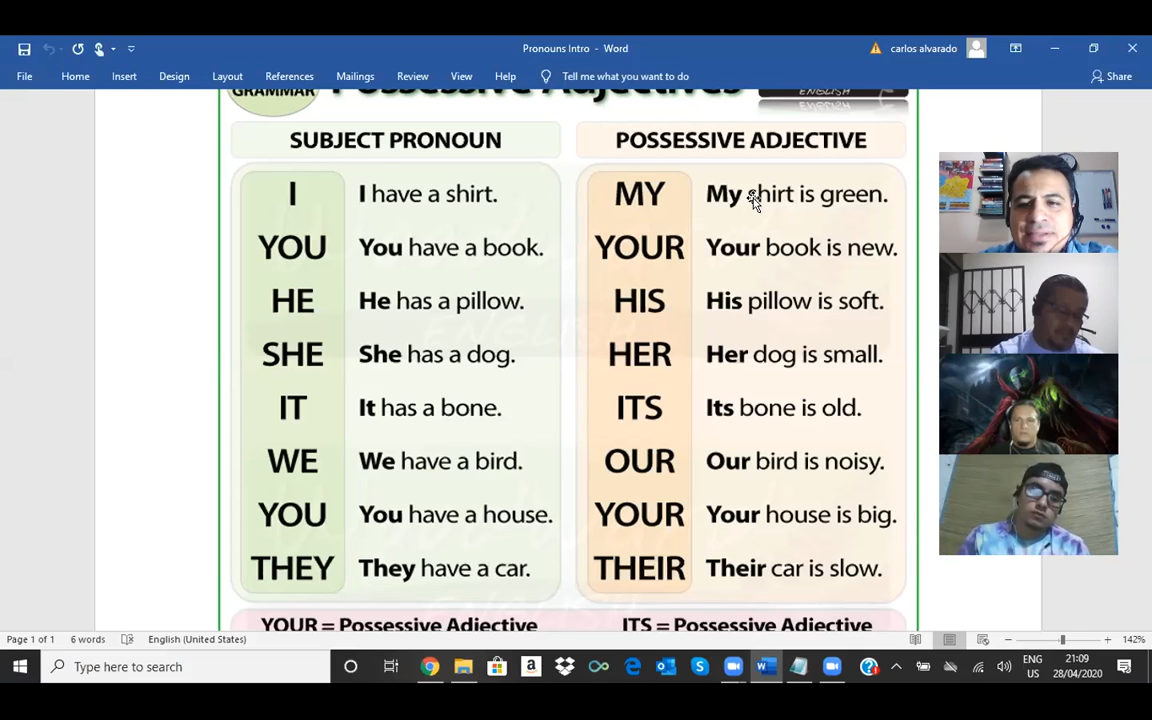 Pronouns Intro - Word
carlos alvarado
File Home Insert Design Layout References Mailings Review View Help Tell me what you want to do Share
GRAMMAR Possessive Adjectives ENGLISH
SUBJECT PRONOUN POSSESSIVE ADJECTIVE
I I have a shirt. MY My shirt is green.
YOU You have a book. YOUR Your book is new.
HE He has a pillow. HIS His pillow is soft.
SHE She has a dog. HER Her dog is small.
IT It has a bone. ITS Its bone is old.
WE We have a bird. OUR Our bird is noisy.
YOU You have a house. YOUR Your house is big.
THEY They have a car. THEIR Their car is slow.
YOUR = Possessive Adjective ITS = Possessive Adjective
Page 1 of 1 6 words English (United States) 142%
Type here to search
ENG 21:09
US 28/04/2020